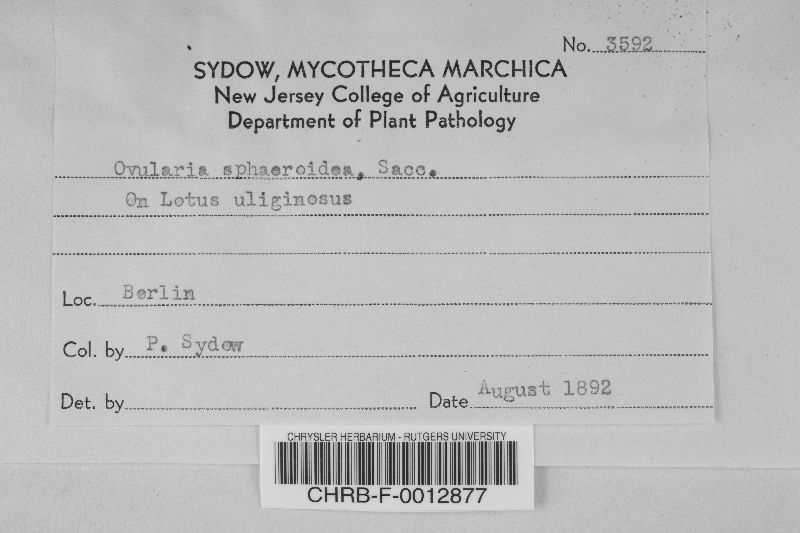 No. 3592
SYDOW, MYCOTHECA MARCHICA
New Jersey College of Agriculture
Department of Plant Pathology
Ovularia sphaeroidea, Sacc.
On Lotus uliginosus
Loc. Berlin
Col. by P. Sydow
Det. by Date August 1892
CHRYSLER HERBARIUM - RUTGERS UNIVERSITY
CHRB-F-0012877